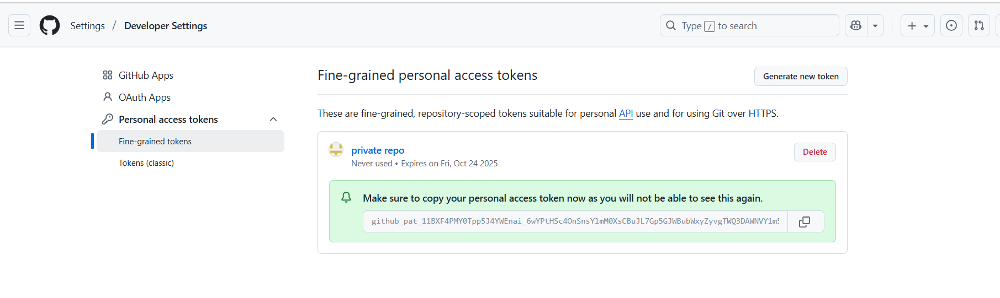 Settings / Developer Settings
Type / to search
GitHub Apps
OAuth Apps
Personal access tokens
Fine-grained tokens
Tokens (classic)
Fine-grained personal access tokens
Generate new token
These are fine-grained, repository-scoped tokens suitable for personal API use and for using Git over HTTPS.
private repo
Delete
Never used • Expires on Fri, Oct 24 2025
Make sure to copy your personal access token now as you will not be able to see this again.